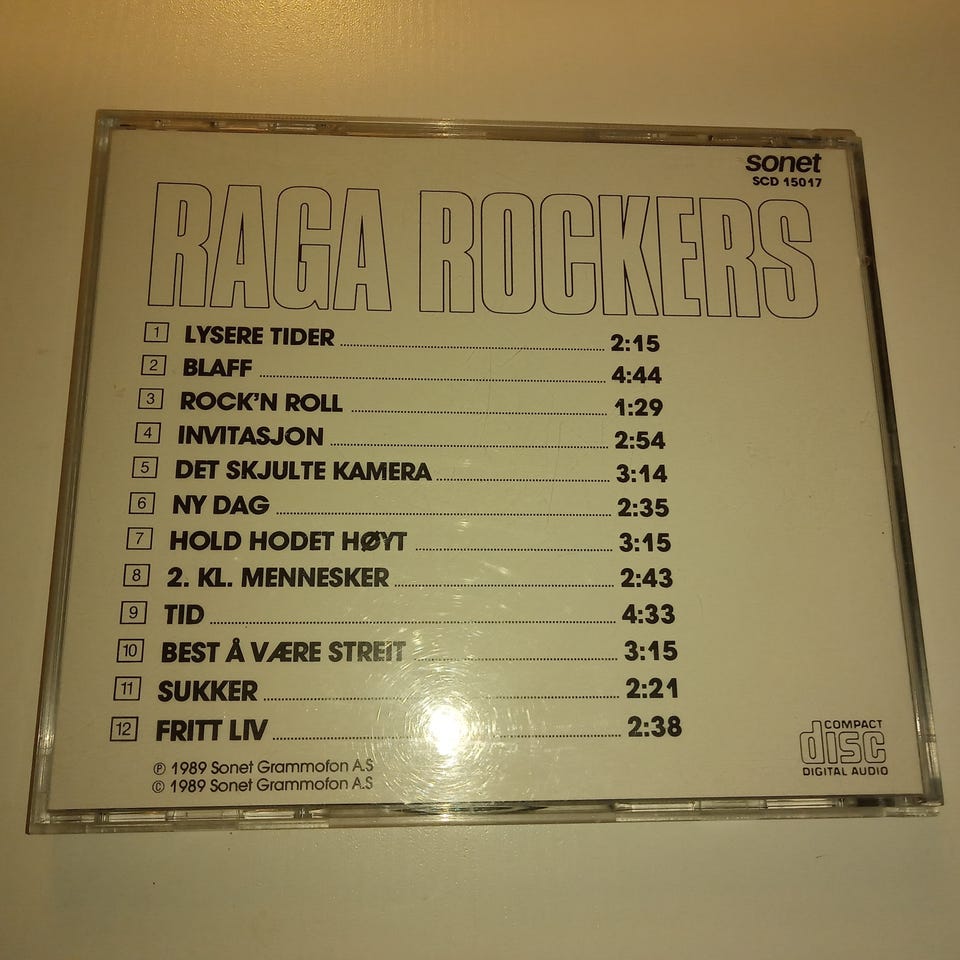 sonet
SCD 15017
RAGA ROCKERS
1 LYSERE TIDER 2:15
2 BLAFF 4:44
3 ROCK'N ROLL 1:29
4 INVITASJON 2:54
5 DET SKJULTE KAMERA 3:14
6 NY DAG 2:35
7 HOLD HODET HØYT 3:15
8 2. KL. MENNESKER 2:43
9 TID 4:33
10 BEST Å VÆRE STREIT 3:15
11 SUKKER 2:21
12 FRITT LIV 2:38
℗ 1989 Sonet Grammofon A.S
© 1989 Sonet Grammofon A.S
COMPACT
disc
DIGITAL AUDIO